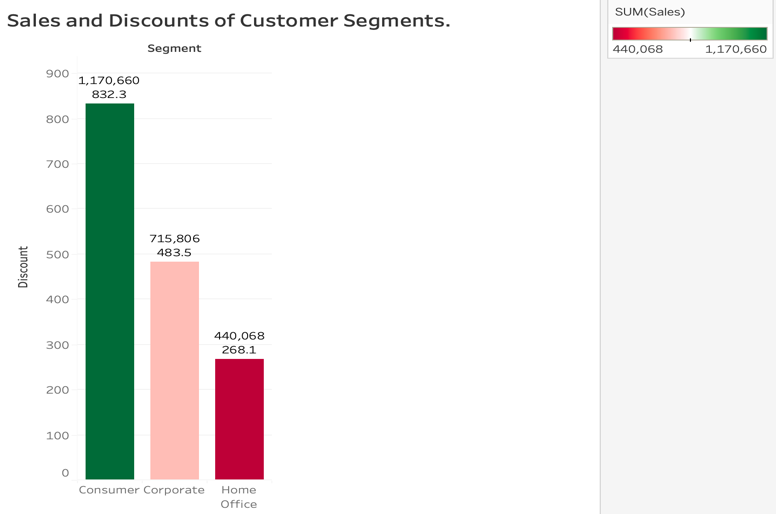 Sales and Discounts of Customer Segments.
Segment
Discount
900
800
700
600
500
400
300
200
100
0
1,170,660
832.3
715,806
483.5
440,068
268.1
Consumer Corporate Home
Office
SUM(Sales)
440,068 1,170,660